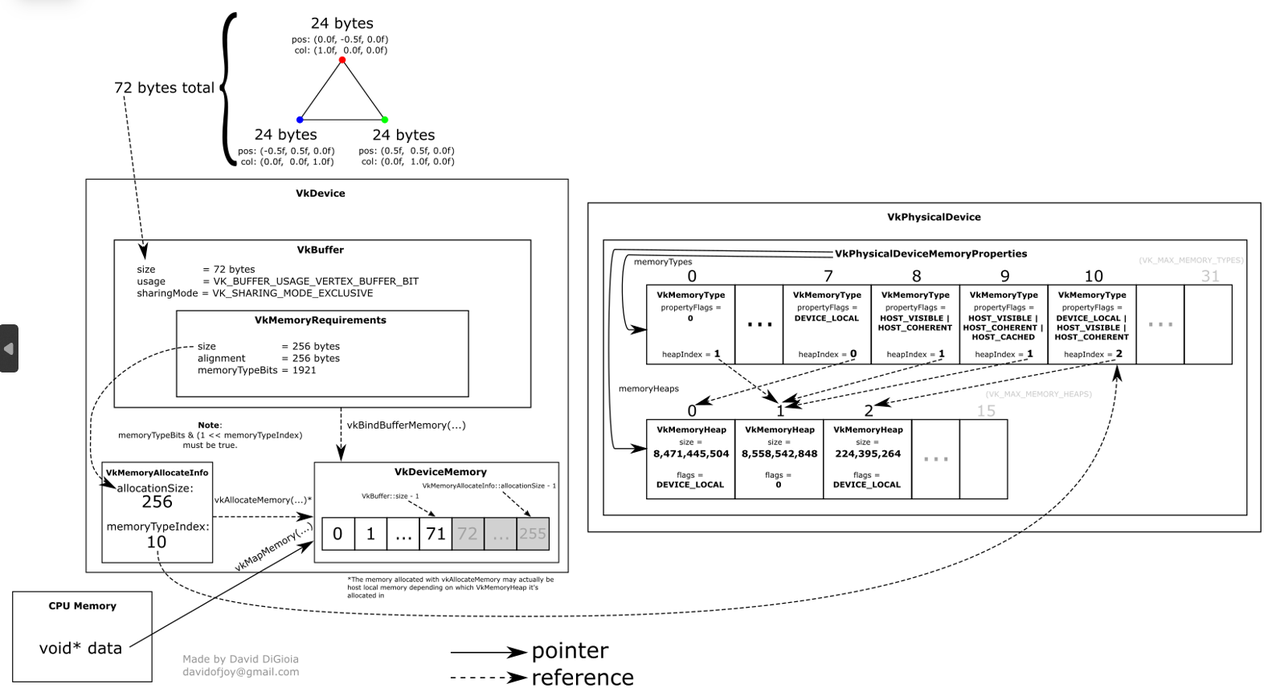 24 bytes
pos: (0.0f, -0.5f, 0.0f)
col: (1.0f, 0.0f, 0.0f)
72 bytes total
24 bytes
pos: (-0.5f, 0.5f, 0.0f)
col: (0.0f, 0.0f, 1.0f)
24 bytes
pos: (0.5f, 0.5f, 0.0f)
col: (0.0f, 1.0f, 0.0f)
VkDevice
VkBuffer
size = 72 bytes
usage = VK_BUFFER_USAGE_VERTEX_BUFFER_BIT
sharingMode = VK_SHARING_MODE_EXCLUSIVE
VkMemoryRequirements
size = 256 bytes
alignment = 256 bytes
memoryTypeBits = 1921
Note:
memoryTypeBits & (1 << memoryTypeIndex)
must be true.
vkBindBufferMemory(...)
VkMemoryAllocateInfo
allocationSize:
256
memoryTypeIndex:
10
vkAllocateMemory(...)*
vkMapMemory(...)
VkDeviceMemory
VkMemoryAllocateInfo::allocationSize - 1
VkBuffer::size - 1
0 1 ... 71 72 ... 255
*The memory allocated with vkAllocateMemory may actually be
host local memory depending on which VkMemoryHeap it's
allocated in
CPU Memory
void* data
Made by David DiGioia
davidofjoy@gmail.com
pointer
reference
VkPhysicalDevice
VkPhysicalDeviceMemoryProperties
memoryTypes
(VK_MAX_MEMORY_TYPES)
0 7 8 9 10 31
VkMemoryType
propertyFlags =
0
heapIndex = 1
...
VkMemoryType
propertyFlags =
DEVICE_LOCAL
heapIndex = 0
VkMemoryType
propertyFlags =
HOST_VISIBLE |
HOST_COHERENT
heapIndex = 1
VkMemoryType
propertyFlags =
HOST_VISIBLE |
HOST_COHERENT |
HOST_CACHED
heapIndex = 1
VkMemoryType
propertyFlags =
DEVICE_LOCAL |
HOST_VISIBLE |
HOST_COHERENT
heapIndex = 2
...
memoryHeaps
(VK_MAX_MEMORY_HEAPS)
0 1 2 15
VkMemoryHeap
size =
8,471,445,504
flags =
DEVICE_LOCAL
VkMemoryHeap
size =
8,558,542,848
flags =
0
VkMemoryHeap
size =
224,395,264
flags =
DEVICE_LOCAL
...